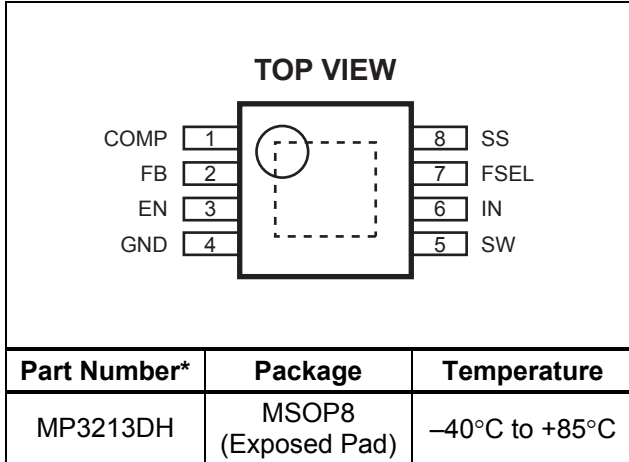 TOP VIEW
COMP 1 8 SS
FB 2 7 FSEL
EN 3 6 IN
GND 4 5 SW
Part Number* Package Temperature
MP3213DH MSOP8 (Exposed Pad) –40°C to +85°C